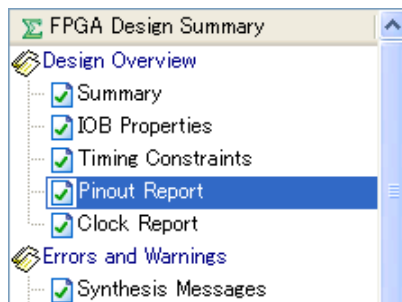 FPGA Design Summary
Design Overview
Summary
IOB Properties
Timing Constraints
Pinout Report
Clock Report
Errors and Warnings
Synthesis Messages